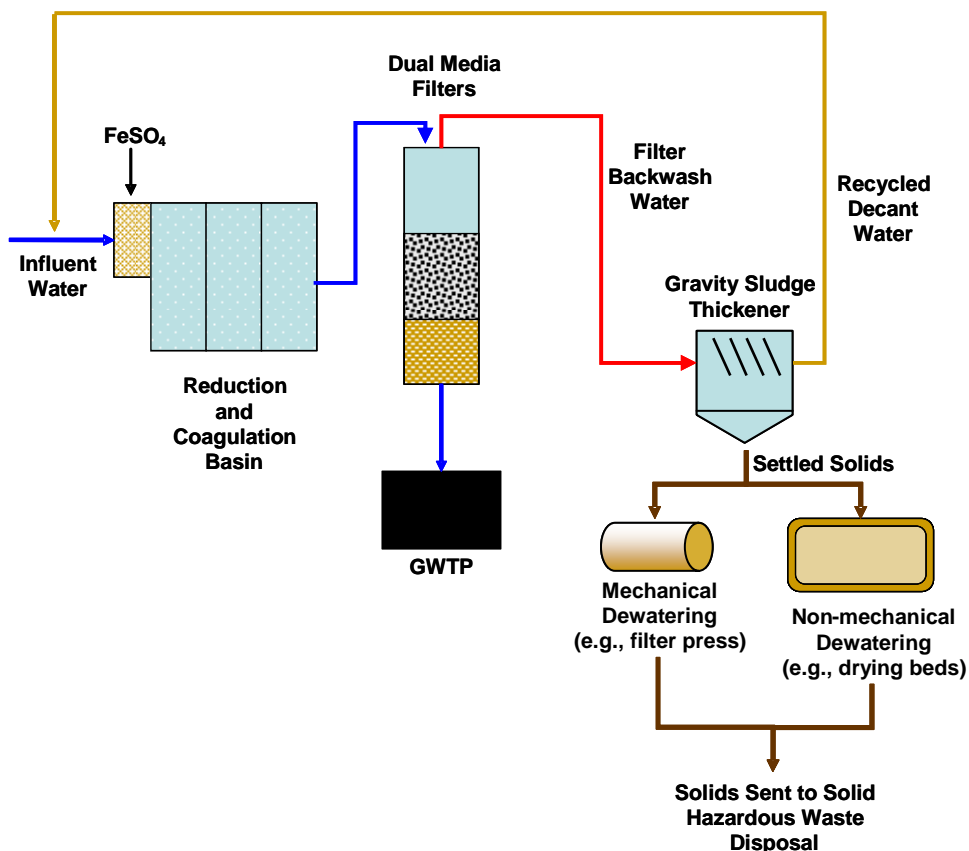 Dual Media
Filters
FeSO₄
Filter
Backwash
Water
Recycled
Decant
Water
Influent
Water
Gravity Sludge
Thickener
Reduction
and
Coagulation
Basin
Settled Solids
GWTP
Mechanical
Dewatering
(e.g., filter press)
Non-mechanical
Dewatering
(e.g., drying beds)
Solids Sent to Solid
Hazardous Waste
Disposal